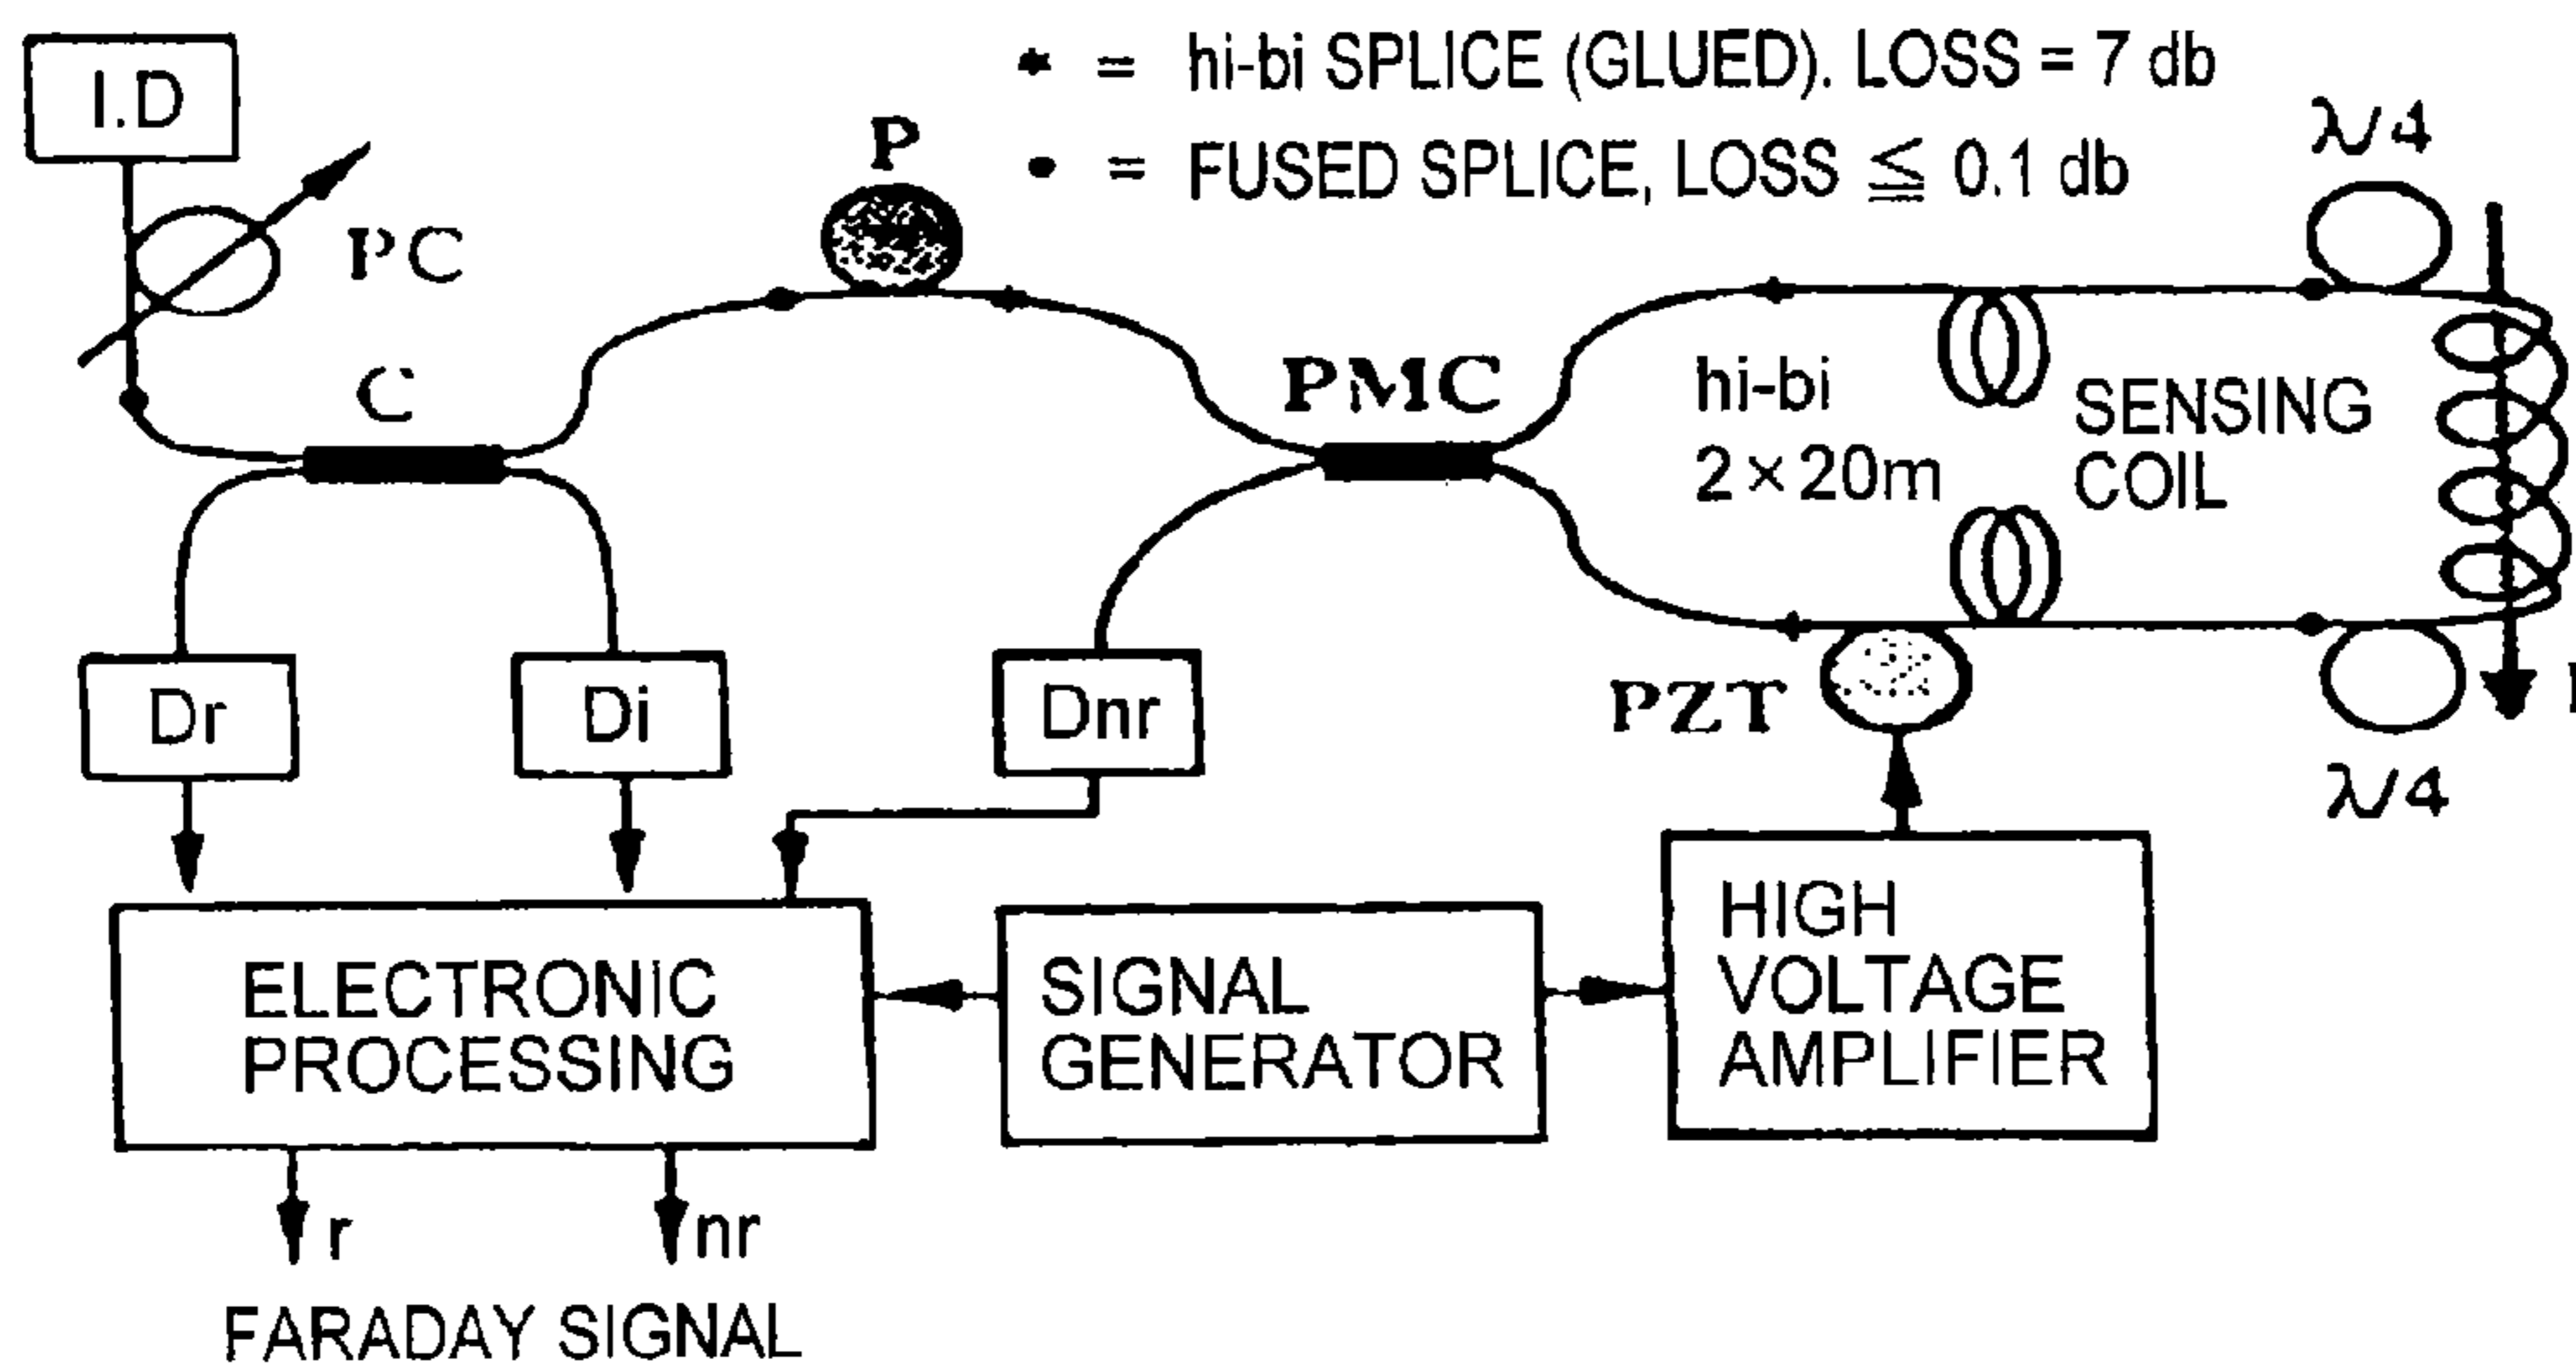 I.D
* = hi-bi SPLICE (GLUED). LOSS = 7 db
• = FUSED SPLICE, LOSS ≦ 0.1 db
P
λ/4
PC
C
PMC
hi-bi
2×20m
SENSING
COIL
Dr
Di
Dnr
PZT
λ/4
ELECTRONIC
PROCESSING
SIGNAL
GENERATOR
HIGH
VOLTAGE
AMPLIFIER
r
nr
FARADAY SIGNAL